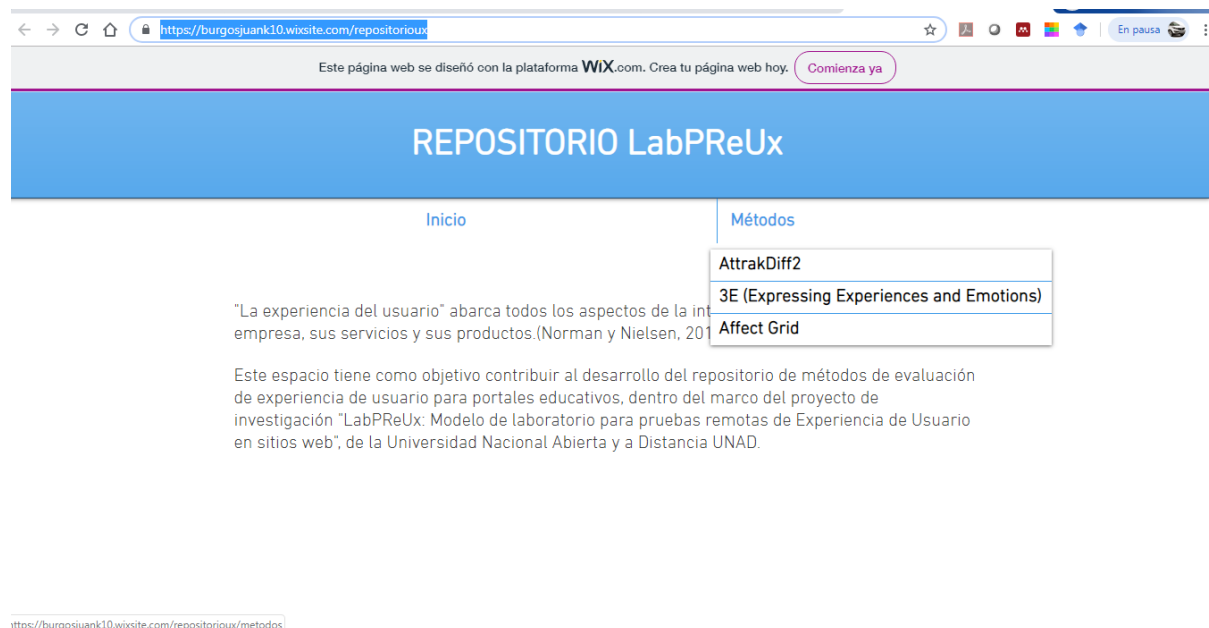 https://burgosjuank10.wixsite.com/repositorioux
En pausa
Este página web se diseñó con la plataforma WiX.com. Crea tu página web hoy. Comienza ya
REPOSITORIO LabPReUx
Inicio Métodos
AttrakDiff2
3E (Expressing Experiences and Emotions)
Affect Grid
"La experiencia del usuario" abarca todos los aspectos de la int
empresa, sus servicios y sus productos.(Norman y Nielsen, 201
Este espacio tiene como objetivo contribuir al desarrollo del repositorio de métodos de evaluación
de experiencia de usuario para portales educativos, dentro del marco del proyecto de
investigación "LabPReUx: Modelo de laboratorio para pruebas remotas de Experiencia de Usuario
en sitios web", de la Universidad Nacional Abierta y a Distancia UNAD.
ttps://burgosjuank10.wixsite.com/repositorioux/metodos